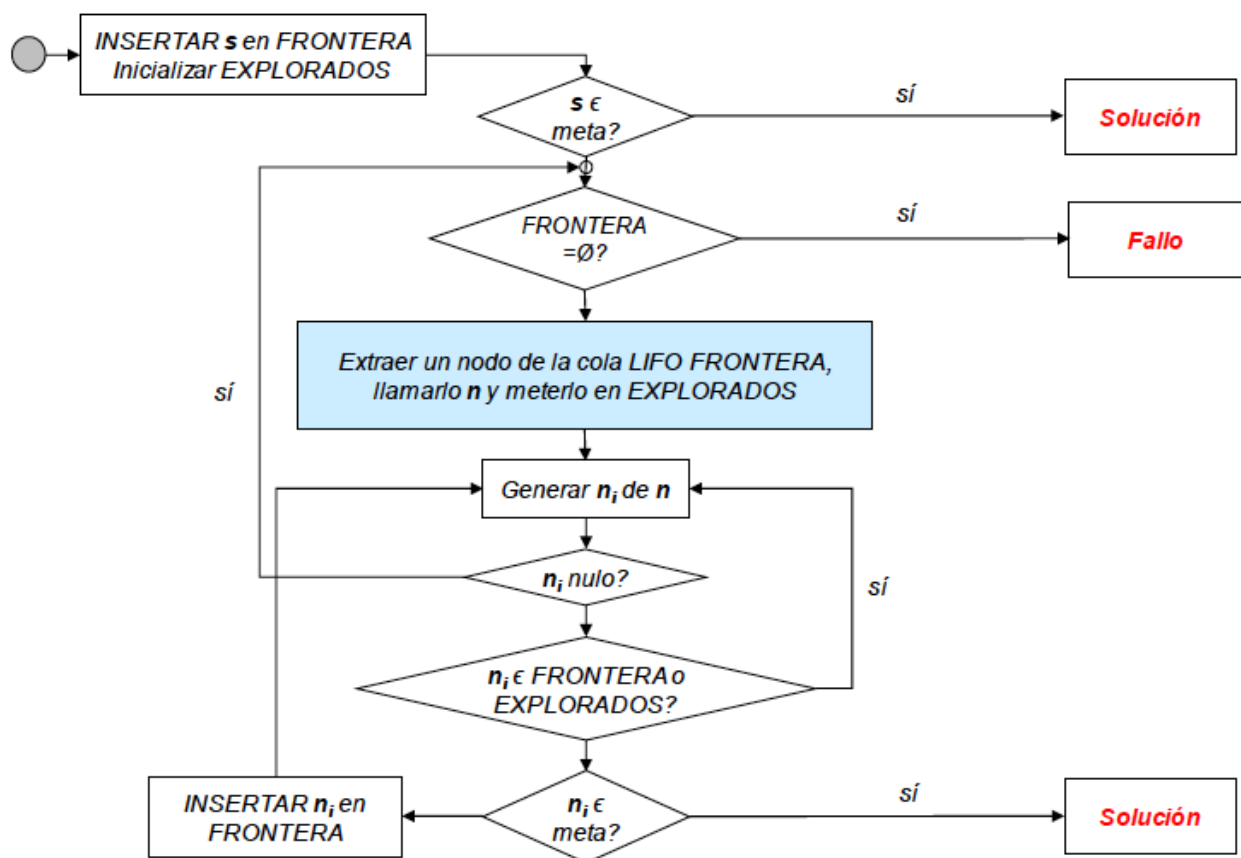 INSERTAR s en FRONTERA
Inicializar EXPLORADOS
s ϵ
meta?
sí
Solución
FRONTERA
=Ø?
sí
Fallo
Extraer un nodo de la cola LIFO FRONTERA,
llamarlo n y meterlo en EXPLORADOS
sí
Generar ni de n
ni nulo?
sí
ni ϵ FRONTERA o
EXPLORADOS?
INSERTAR ni en
FRONTERA
ni ϵ
meta?
sí
Solución